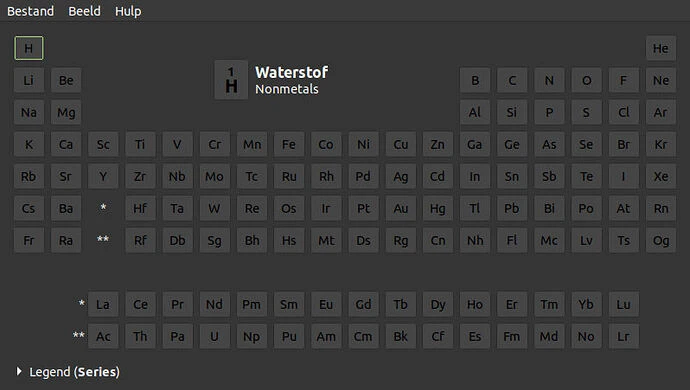 Bestand Beeld Hulp
H He
1
H Waterstof
Nonmetals
Li Be B C N O F Ne
Na Mg Al Si P S Cl Ar
K Ca Sc Ti V Cr Mn Fe Co Ni Cu Zn Ga Ge As Se Br Kr
Rb Sr Y Zr Nb Mo Tc Ru Rh Pd Ag Cd In Sn Sb Te I Xe
Cs Ba * Hf Ta W Re Os Ir Pt Au Hg Tl Pb Bi Po At Rn
Fr Ra ** Rf Db Sg Bh Hs Mt Ds Rg Cn Nh Fl Mc Lv Ts Og
* La Ce Pr Nd Pm Sm Eu Gd Tb Dy Ho Er Tm Yb Lu
** Ac Th Pa U Np Pu Am Cm Bk Cf Es Fm Md No Lr
Legend (Series)